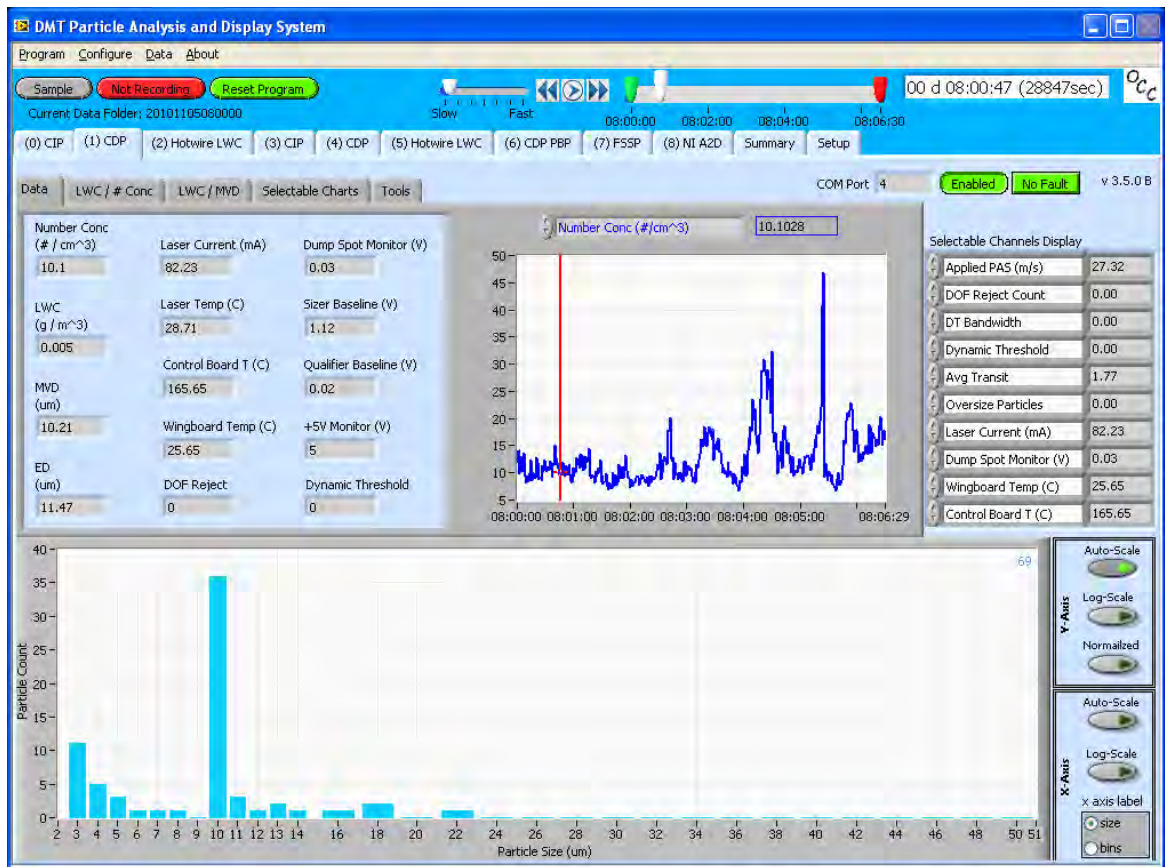 DMT Particle Analysis and Display System
Program Configure Data About
Sample Not Recording Reset Program
Slow Fast
08:00:00 08:02:00 08:04:00 08:06:30
00 d 08:00:47 (28847sec)
OCC
Current Data Folder: 20101105080000
(0) CIP (1) CDP (2) Hotwire LWC (3) CIP (4) CDP (5) Hotwire LWC (6) CDP PBP (7) FSSP (8) NI A2D Summary Setup
Data LWC / # Conc LWC / MVD Selectable Charts Tools
COM Port 4 Enabled No Fault v 3.5.0 B
Number Conc
(# / cm^3)
10.1
LWC
(g / m^3)
0.005
MVD
(um)
10.21
ED
(um)
11.47
Laser Current (mA)
82.23
Laser Temp (C)
28.71
Control Board T (C)
165.65
Wingboard Temp (C)
25.65
DOF Reject
0
Dump Spot Monitor (V)
0.03
Sizer Baseline (V)
1.12
Qualifier Baseline (V)
0.02
+5V Monitor (V)
5
Dynamic Threshold
0
Number Conc (#/cm^3) 10.1028
50
45
40
35
30
25
20
15
10
5
08:00:00 08:01:00 08:02:00 08:03:00 08:04:00 08:05:00 08:06:29
Selectable Channels Display
Applied PAS (m/s) 27.32
DOF Reject Count 0.00
DT Bandwidth 0.00
Dynamic Threshold 0.00
Avg Transit 1.77
Oversize Particles 0.00
Laser Current (mA) 82.23
Dump Spot Monitor (V) 0.03
Wingboard Temp (C) 25.65
Control Board T (C) 165.65
Particle Count
40
35
30
25
20
15
10
5
0
69
2 3 4 5 6 7 8 9 10 11 12 13 14 16 18 20 22 24 26 28 30 32 34 36 38 40 42 44 46 48 50 51
Particle Size (um)
Y-Axis
Auto-Scale
Log-Scale
Normailzed
X-Axis
Auto-Scale
Log-Scale
x axis label
size
bins